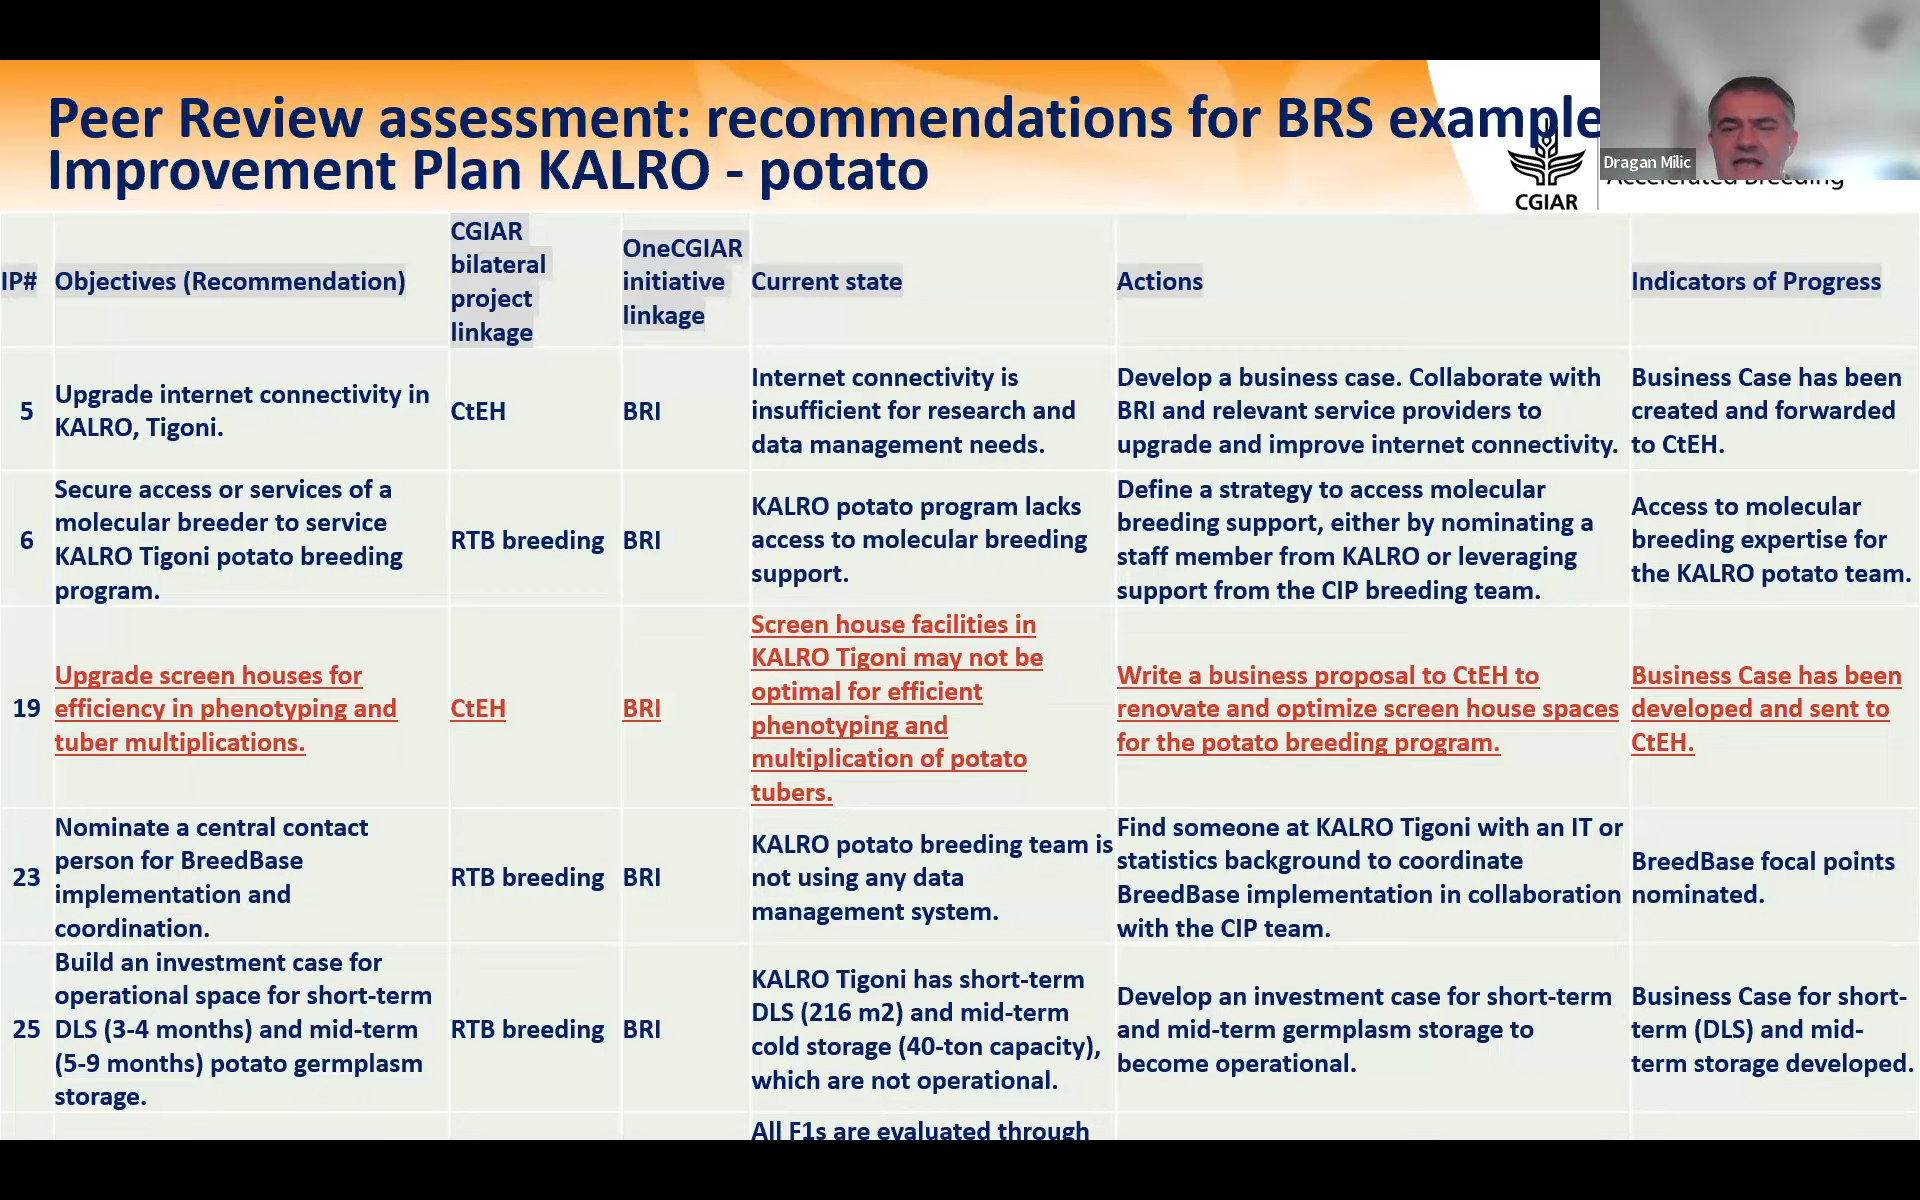 Peer Review assessment: recommendations for BRS example
Improvement Plan KALRO - potato
CGIAR
Accelerated Breeding
Dragan Milic
IP#
Objectives (Recommendation)
CGIAR
bilateral
project
linkage
OneCGIAR
initiative
linkage
Current state
Actions
Indicators of Progress
5
Upgrade internet connectivity in
KALRO, Tigoni.
CtEH
BRI
Internet connectivity is
insufficient for research and
data management needs.
Develop a business case. Collaborate with
BRI and relevant service providers to
upgrade and improve internet connectivity.
Business Case has been
created and forwarded
to CtEH.
6
Secure access or services of a
molecular breeder to service
KALRO Tigoni potato breeding
program.
RTB breeding
BRI
KALRO potato program lacks
access to molecular breeding
support.
Define a strategy to access molecular
breeding support, either by nominating a
staff member from KALRO or leveraging
support from the CIP breeding team.
Access to molecular
breeding expertise for
the KALRO potato team.
19
Upgrade screen houses for
efficiency in phenotyping and
tuber multiplications.
CtEH
BRI
Screen house facilities in
KALRO Tigoni may not be
optimal for efficient
phenotyping and
multiplication of potato
tubers.
Write a business proposal to CtEH to
renovate and optimize screen house spaces
for the potato breeding program.
Business Case has been
developed and sent to
CtEH.
23
Nominate a central contact
person for BreedBase
implementation and
coordination.
RTB breeding
BRI
KALRO potato breeding team is
not using any data
management system.
Find someone at KALRO Tigoni with an IT or
statistics background to coordinate
BreedBase implementation in collaboration
with the CIP team.
BreedBase focal points
nominated.
25
Build an investment case for
operational space for short-term
DLS (3-4 months) and mid-term
(5-9 months) potato germplasm
storage.
RTB breeding
BRI
KALRO Tigoni has short-term
DLS (216 m2) and mid-term
cold storage (40-ton capacity),
which are not operational.
Develop an investment case for short-term
and mid-term germplasm storage to
become operational.
Business Case for short-
term (DLS) and mid-
term storage developed.
All F1s are evaluated through